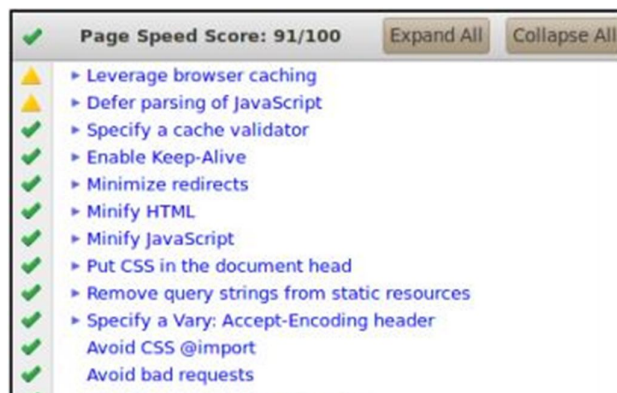 Page Speed Score: 91/100 Expand All Collapse All
Leverage browser caching
Defer parsing of JavaScript
Specify a cache validator
Enable Keep-Alive
Minimize redirects
Minify HTML
Minify JavaScript
Put CSS in the document head
Remove query strings from static resources
Specify a Vary: Accept-Encoding header
Avoid CSS @import
Avoid bad requests